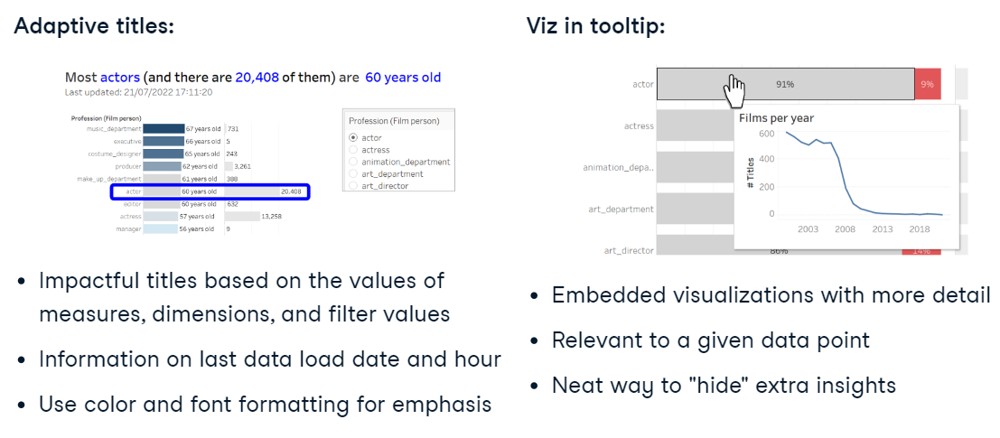 Adaptive titles:
Most actors (and there are 20,408 of them) are 60 years old
Last updated: 21/07/2022 17:11:20
Profession (Film person)
music_department 67 years old 731
executive 66 years old 5
costume_designer 65 years old 243
producer 62 years old 3,261
make_up_department 61 years old 388
actor 60 years old 20,408
editor 60 years old 632
actress 57 years old 13,258
manager 56 years old 9
Profession (Film person)
actor
actress
animation_department
art_department
art_director
Impactful titles based on the values of
measures, dimensions, and filter values
Information on last data load date and hour
Use color and font formatting for emphasis
Viz in tooltip:
actor 91% 9%
actress
animation_depa..
art_department
art_director 86% 14%
Films per year
# Titles
600
400
200
0
2003 2008 2013 2018
Embedded visualizations with more detail
Relevant to a given data point
Neat way to "hide" extra insights